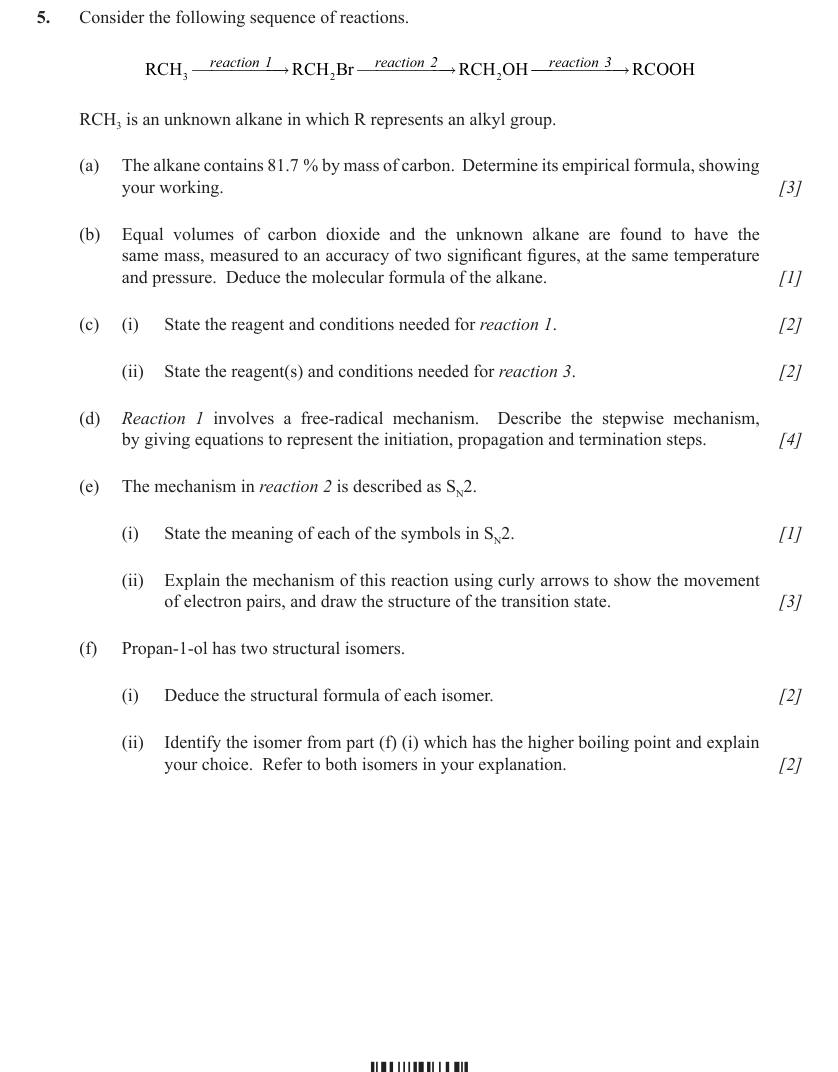 5. Consider the following sequence of reactions.
RCH₃ —reaction 1→ RCH₂Br —reaction 2→ RCH₂OH —reaction 3→ RCOOH
RCH₃ is an unknown alkane in which R represents an alkyl group.
(a) The alkane contains 81.7 % by mass of carbon. Determine its empirical formula, showing
your working. [3]
(b) Equal volumes of carbon dioxide and the unknown alkane are found to have the
same mass, measured to an accuracy of two significant figures, at the same temperature
and pressure. Deduce the molecular formula of the alkane. [1]
(c) (i) State the reagent and conditions needed for reaction 1. [2]
(ii) State the reagent(s) and conditions needed for reaction 3. [2]
(d) Reaction 1 involves a free-radical mechanism. Describe the stepwise mechanism,
by giving equations to represent the initiation, propagation and termination steps. [4]
(e) The mechanism in reaction 2 is described as S_N2.
(i) State the meaning of each of the symbols in S_N2. [1]
(ii) Explain the mechanism of this reaction using curly arrows to show the movement
of electron pairs, and draw the structure of the transition state. [3]
(f) Propan-1-ol has two structural isomers.
(i) Deduce the structural formula of each isomer. [2]
(ii) Identify the isomer from part (f) (i) which has the higher boiling point and explain
your choice. Refer to both isomers in your explanation. [2]